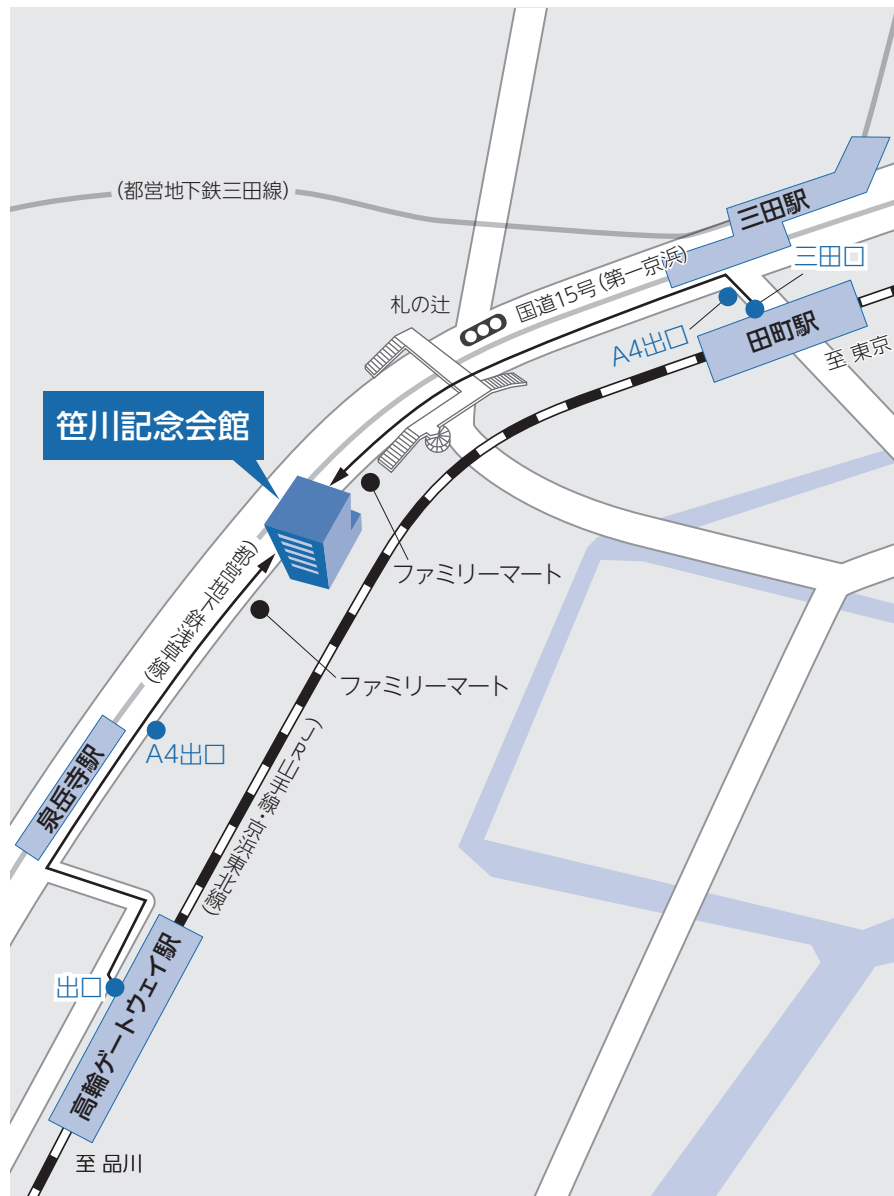 (都営地下鉄三田線)
三田駅
三田口
国道15号(第一京浜)
札の辻
A4出口
田町駅
至 東京
笹川記念会館
(都営地下鉄浅草線)
ファミリーマート
ファミリーマート
A4出口
泉岳寺駅
(JR山手線・京浜東北線)
出口
高輪ゲートウェイ駅
至 品川